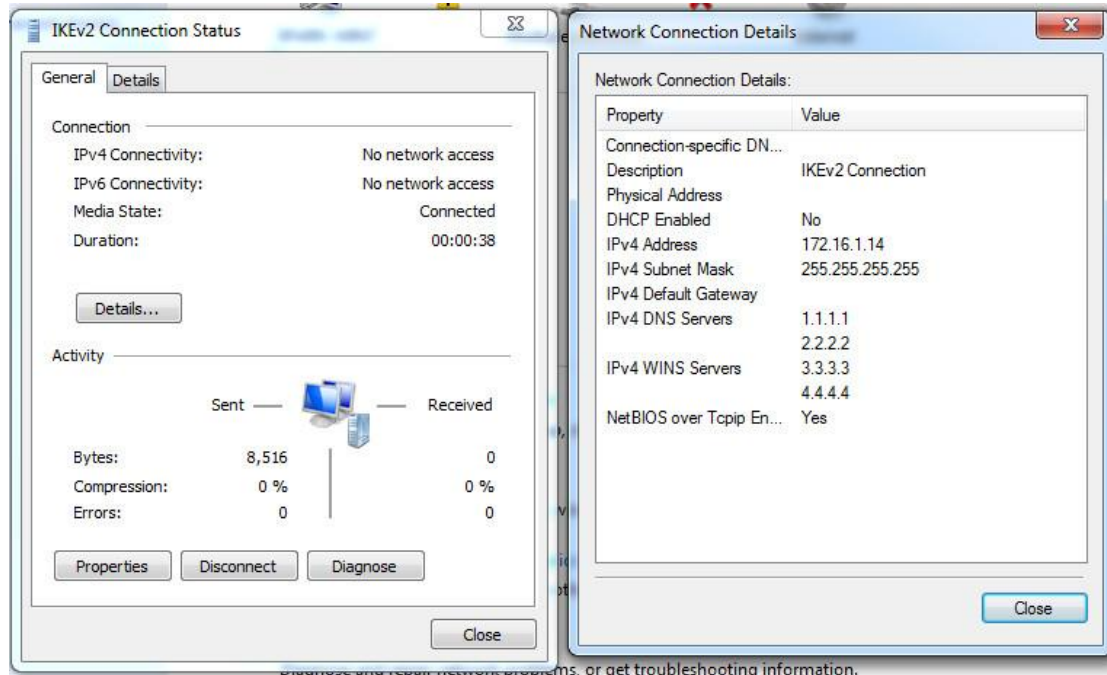 IKEv2 Connection Status
General Details
Connection
IPv4 Connectivity: No network access
IPv6 Connectivity: No network access
Media State: Connected
Duration: 00:00:38
Details...
Activity
Sent Received
Bytes: 8,516 0
Compression: 0 % 0 %
Errors: 0 0
Properties Disconnect Diagnose
Close
Network Connection Details
Network Connection Details:
Property Value
Connection-specific DN...
Description IKEv2 Connection
Physical Address
DHCP Enabled No
IPv4 Address 172.16.1.14
IPv4 Subnet Mask 255.255.255.255
IPv4 Default Gateway
IPv4 DNS Servers 1.1.1.1
2.2.2.2
IPv4 WINS Servers 3.3.3.3
4.4.4.4
NetBIOS over Tcpip En... Yes
Close
Diagnose and repair network problems, or get troubleshooting information.